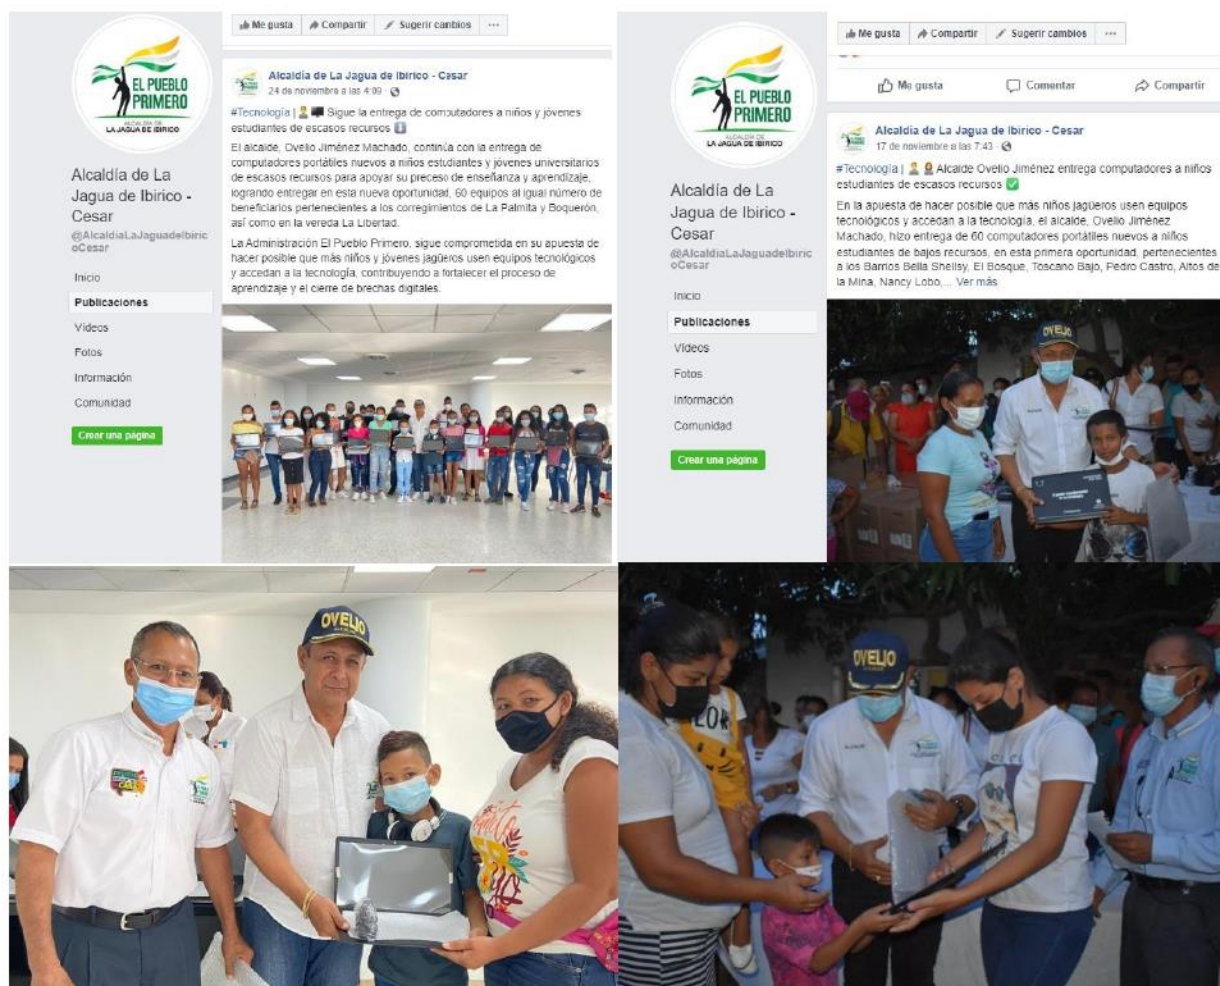 Me gusta
Compartir
Sugerir cambios
EL PUEBLO
PRIMERO
ALCALDÍA DE
LA JAGUA DE IBIRICO
Alcaldía de La
Jagua de Ibirico -
Cesar
@AlcaldiaLaJaguadeIbiric
oCesar
Inicio
Publicaciones
Vídeos
Fotos
Información
Comunidad
Crear una página
Alcaldía de La Jagua de Ibirico - Cesar
24 de noviembre a las 4:09
#Tecnología | Sigue la entrega de computadores a niños y jóvenes
estudiantes de escasos recursos
El alcalde, Ovelio Jiménez Machado, continúa con la entrega de
computadores portátiles nuevos a niños estudiantes y jóvenes universitarios
de escasos recursos para apoyar su preceso de enseñanza y aprendizaje,
logrando entregar en esta nueva oportunidad, 60 equipos al igual número de
beneficiarios pertenecientes a los corregimientos de La Palmita y Boquerón,
así como en la vereda La Libertad.
La Administración El Pueblo Primero, sigue comprometida en su apuesta de
hacer posible que más niños y jóvenes jagüeros usen equipos tecnológicos
y accedan a la tecnología, contribuyendo a fortalecer el proceso de
aprendizaje y el cierre de brechas digitales.
Me gusta
Compartir
Sugerir cambios
EL PUEBLO
PRIMERO
ALCALDÍA DE
LA JAGUA DE IBIRICO
Alcaldía de La
Jagua de Ibirico -
Cesar
@AlcaldiaLaJaguadeIbiric
oCesar
Inicio
Publicaciones
Vídeos
Fotos
Información
Comunidad
Crear una página
Me gusta
Comentar
Compartir
Alcaldía de La Jagua de Ibirico - Cesar
17 de noviembre a las 7:43
#Tecnología | Alcalde Ovelio Jiménez entrega computadores a niños
estudiantes de escasos recursos
En la apuesta de hacer posible que más niños jagüeros usen equipos
tecnológicos y accedan a la tecnología, el alcalde, Ovelio Jiménez
Machado, hizo entrega de 60 computadores portátiles nuevos a niños
estudiantes de bajos recursos, en esta primera oportunidad, pertenecientes
a los Barrios Bella Shellsy, El Bosque, Toscano Bajo, Pedro Castro, Altos de
la Mina, Nancy Lobo,... Ver más
OVELIO
OVELIO
OVELIO